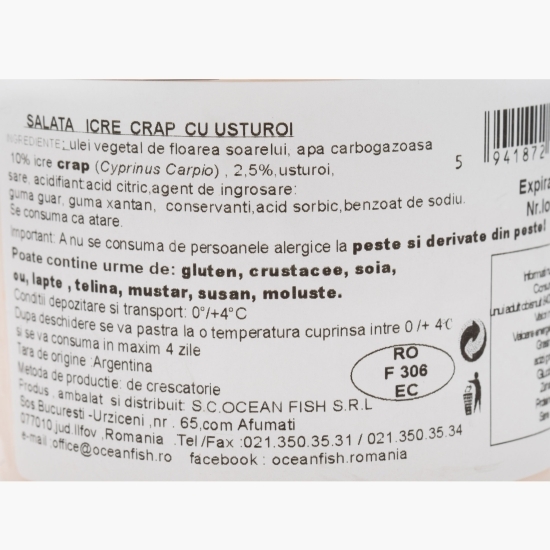 SALATA ICRE CRAP CU USTUROI
INGREDIENTE: ulei vegetal de floarea soarelui, apa carbogazoasa
10% icre crap (Cyprinus Carpio) , 2,5% usturoi,
sare, acidifiant:acid citric,agent de ingrosare:
guma guar, guma xantan, conservanti,acid sorbic,benzoat de sodiu.
Se consuma ca atare.
Important: A nu se consuma de persoanele alergice la peste si derivate din peste!
Poate contine urme de: gluten, crustacee, soia,
ou, lapte , telina, mustar, susan, moluste.
Conditii depozitare si transport: 0°/+4°C
Dupa deschidere se va pastra la o temperatura cuprinsa intre 0 /+ 4°C
si se va consuma in maxim 4 zile
Tara de origine :Argentina
Metoda de productie: de crescatorie
Produs , ambalat si distribuit: S.C.OCEAN FISH S.R.L
Sos Bucuresti -Urziceni ,nr . 65,com Afumati
077010 jud.Ilfov ,Romania .Tel /Fax :021.350.35.31 / 021.350.35.34
e-mail :office@oceanfish.ro facebook : oceanfish.romania
RO
F 306
EC
5 941872
Expira
Nr.lo